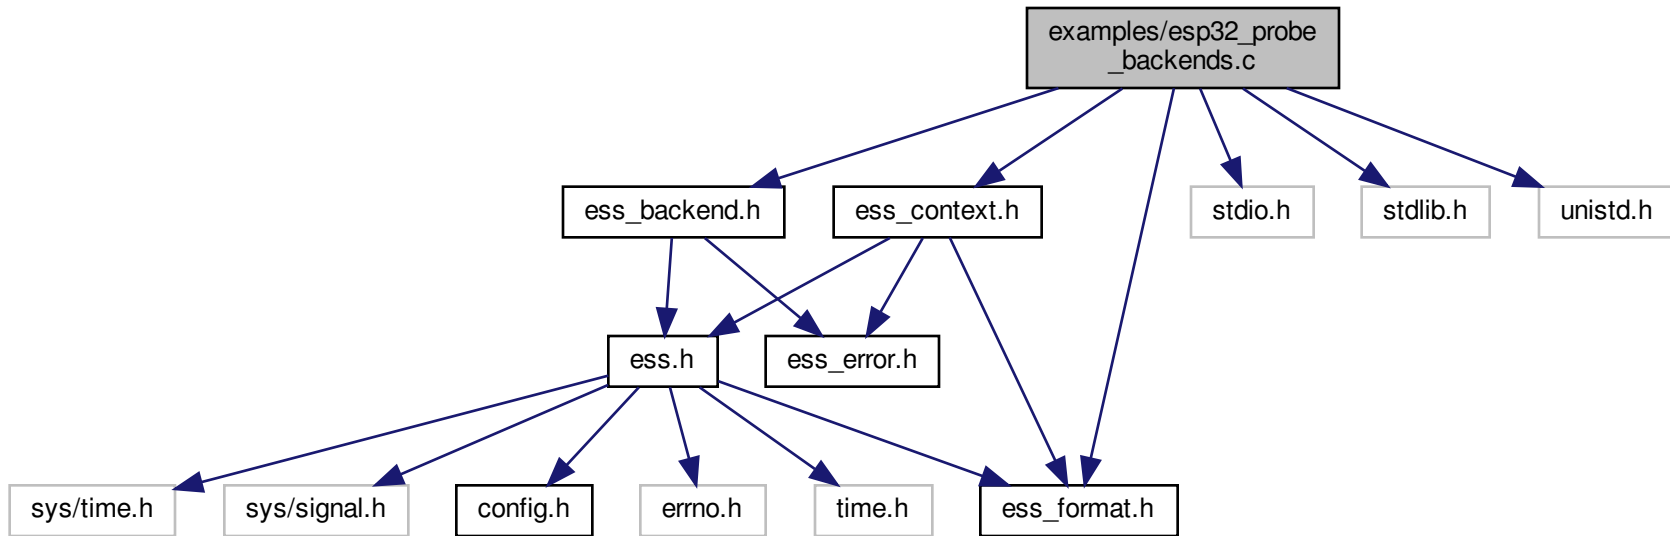 examples/esp32_probe
_backends.c
ess_backend.h
ess_context.h
stdio.h
stdlib.h
unistd.h
ess.h
ess_error.h
sys/time.h
sys/signal.h
config.h
errno.h
time.h
ess_format.h